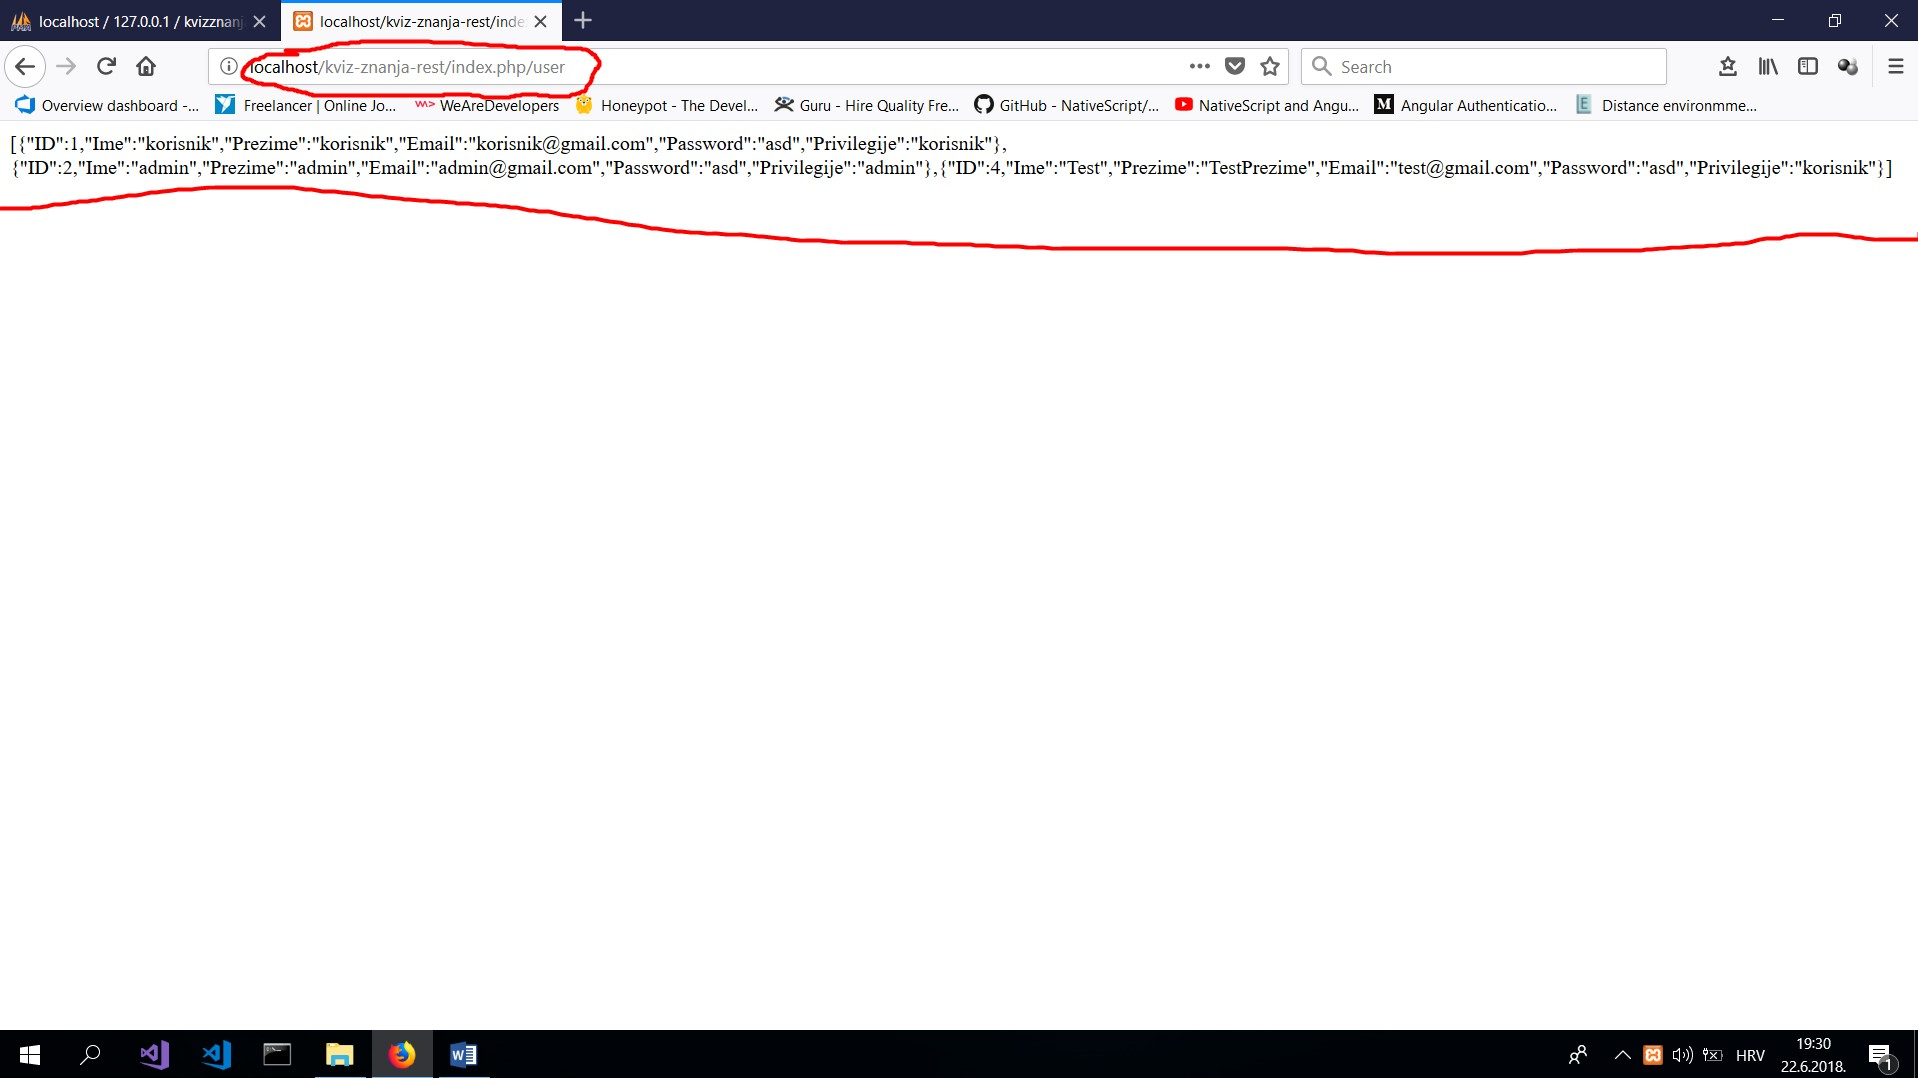 localhost / 127.0.0.1 / kvizznanj
localhost/kviz-znanja-rest/inde
localhost/kviz-znanja-rest/index.php/user
Search
Overview dashboard -...
Freelancer | Online Jo...
WeAreDevelopers
Honeypot - The Devel...
Guru - Hire Quality Fre...
GitHub - NativeScript/...
NativeScript and Angu...
M
Angular Authenticatio...
E
Distance environmme...
[{"ID":1,"Ime":"korisnik","Prezime":"korisnik","Email":"korisnik@gmail.com","Password":"asd","Privilegije":"korisnik"},
{"ID":2,"Ime":"admin","Prezime":"admin","Email":"admin@gmail.com","Password":"asd","Privilegije":"admin"},{"ID":4,"Ime":"Test","Prezime":"TestPrezime","Email":"test@gmail.com","Password":"asd","Privilegije":"korisnik"}]
HRV
19:30
22.6.2018.
1